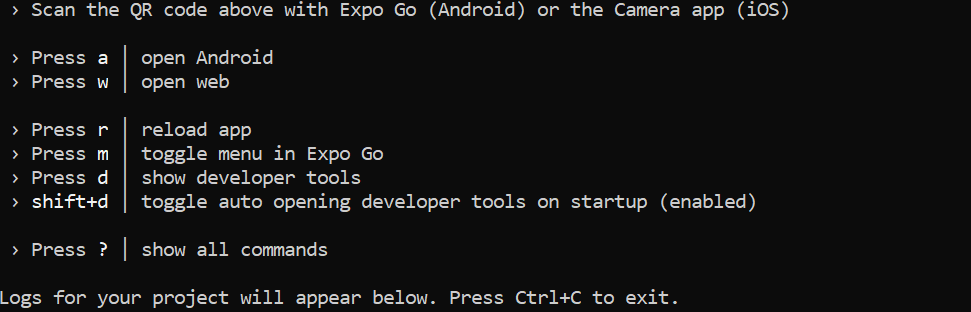 › Scan the QR code above with Expo Go (Android) or the Camera app (iOS)
› Press a │ open Android
› Press w │ open web
› Press r │ reload app
› Press m │ toggle menu in Expo Go
› Press d │ show developer tools
› shift+d │ toggle auto opening developer tools on startup (enabled)
› Press ? │ show all commands
Logs for your project will appear below. Press Ctrl+C to exit.